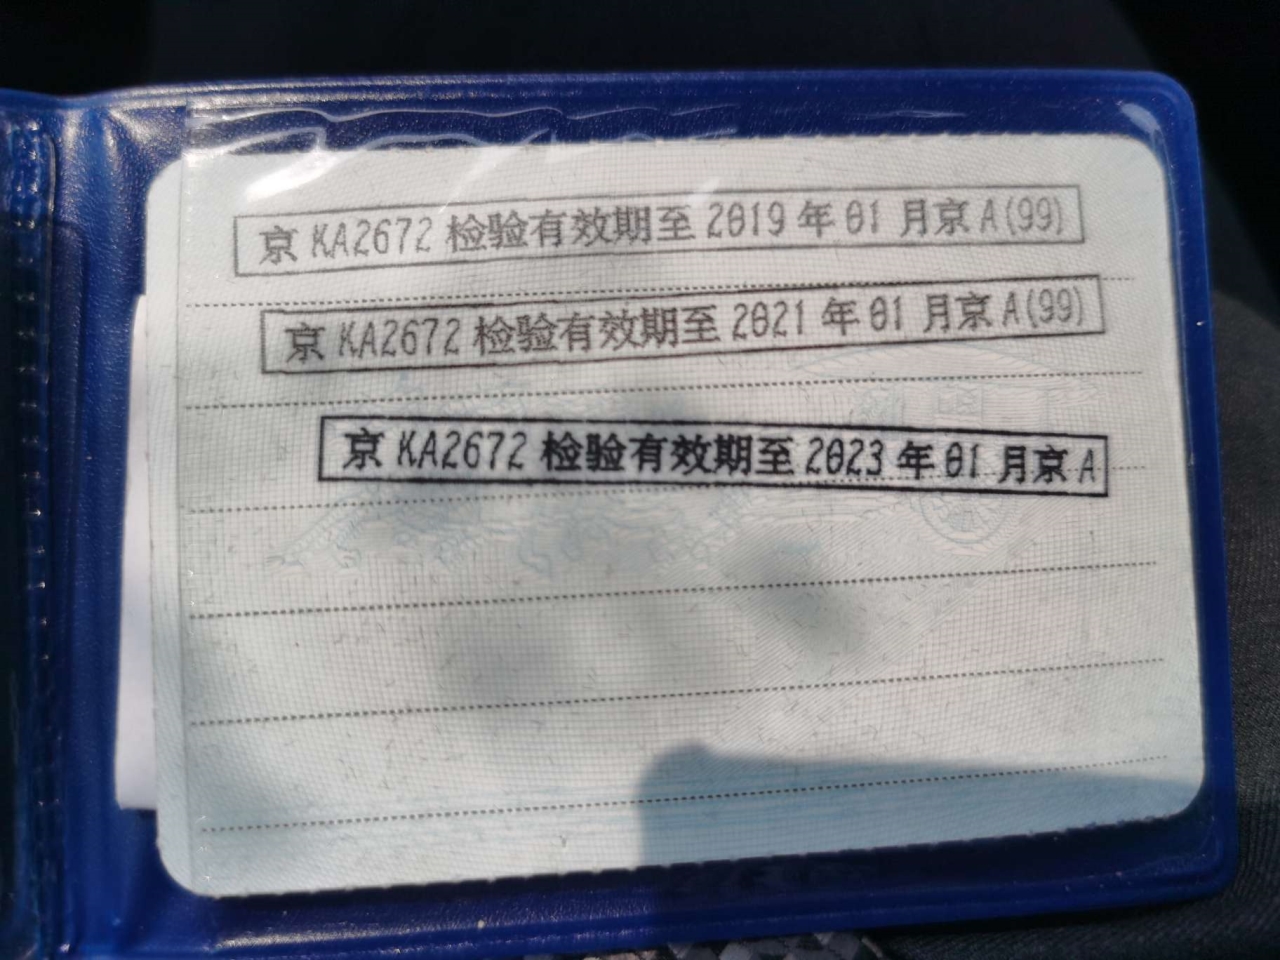 京 KA2672 检验有效期至 2019 年 01 月京 A(99)
京 KA2672 检验有效期至 2021 年 01 月京 A(99)
京 KA2672 检验有效期至 2023 年 01 月京 A